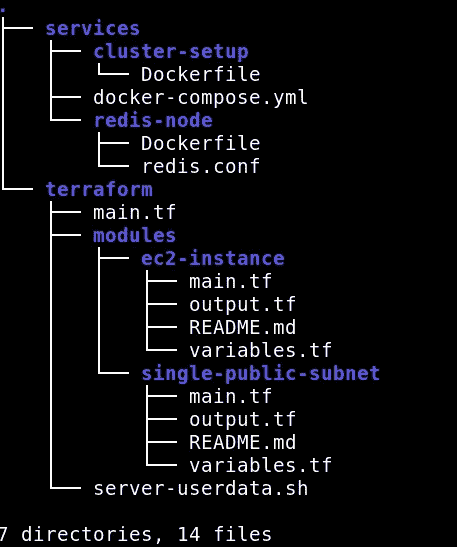 .
├── services
│   ├── cluster-setup
│   │   └── Dockerfile
│   ├── docker-compose.yml
│   └── redis-node
│       ├── Dockerfile
│       └── redis.conf
└── terraform
    ├── main.tf
    ├── modules
    │   ├── ec2-instance
    │   │   ├── main.tf
    │   │   ├── output.tf
    │   │   ├── README.md
    │   │   └── variables.tf
    │   └── single-public-subnet
    │       ├── main.tf
    │       ├── output.tf
    │       ├── README.md
    │       └── variables.tf
    └── server-userdata.sh
7 directories, 14 files